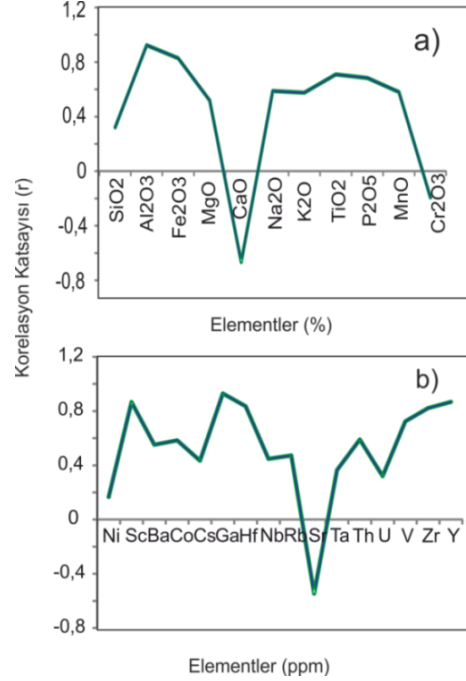 Korelasyon Katsayısı (r)
a)
1,2
0,8
0,4
0
-0,4
-0,8
SiO2 Al2O3 Fe2O3 MgO CaO Na2O K2O TiO2 P2O5 MnO Cr2O3
Elementler (%)
b)
1,2
0,8
0,4
0
-0,4
-0,8
Ni Sc Ba Co Cs Ga Hf Nb Rb Sr Ta Th U V Zr Y
Elementler (ppm)